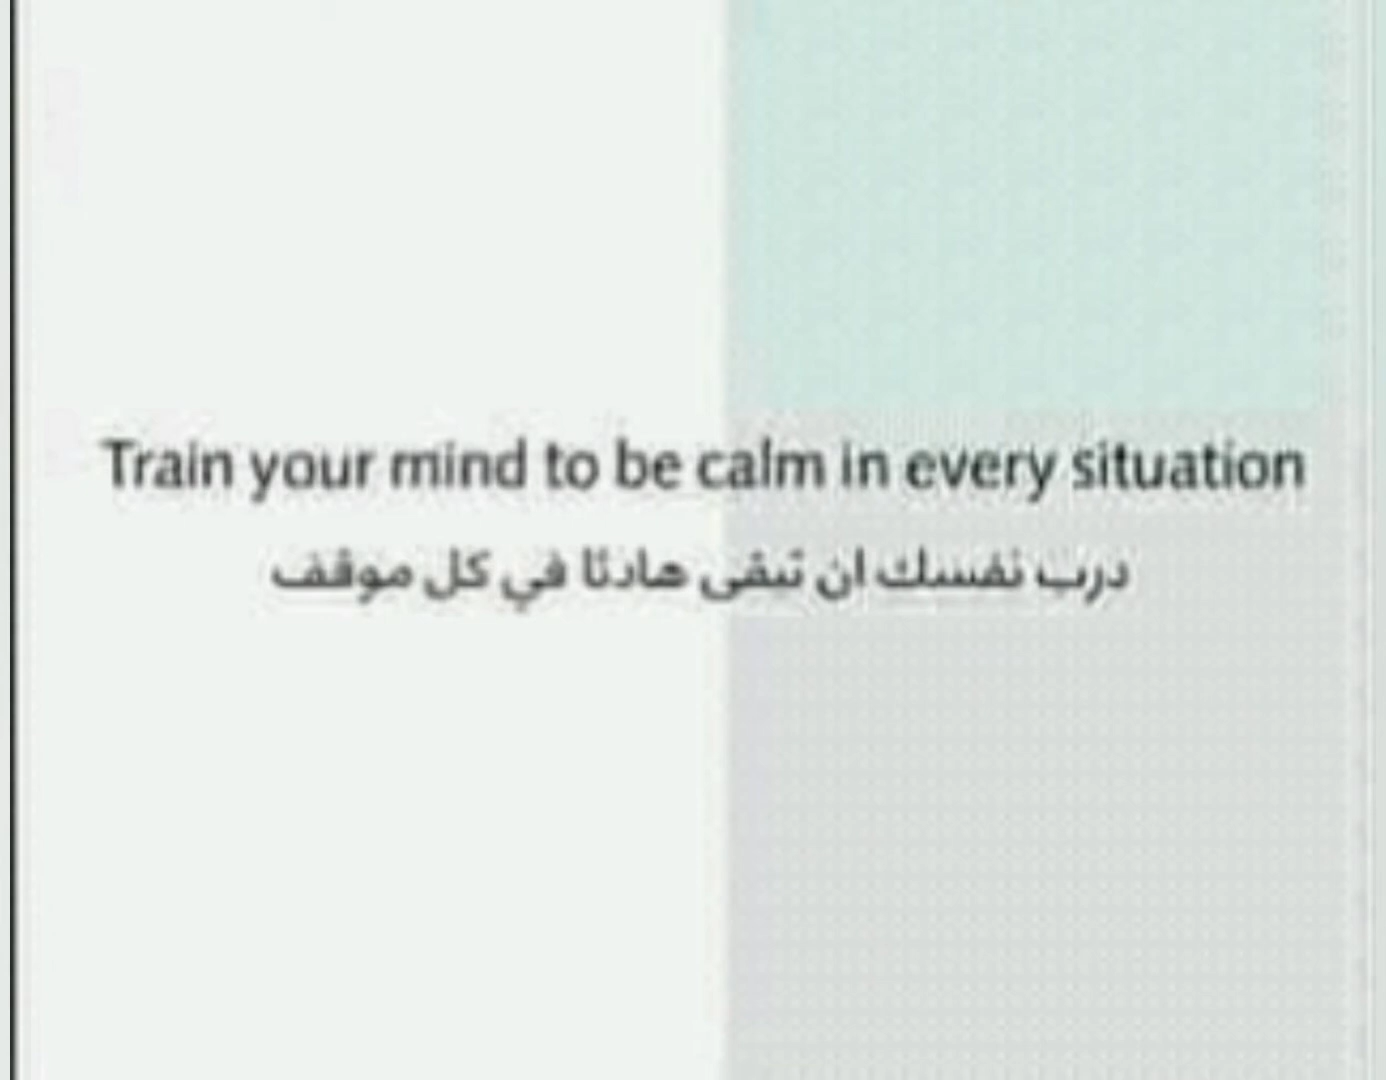 Train your mind to be calm in every situation
درب نفسك ان تبقى هادئا في كل موقف